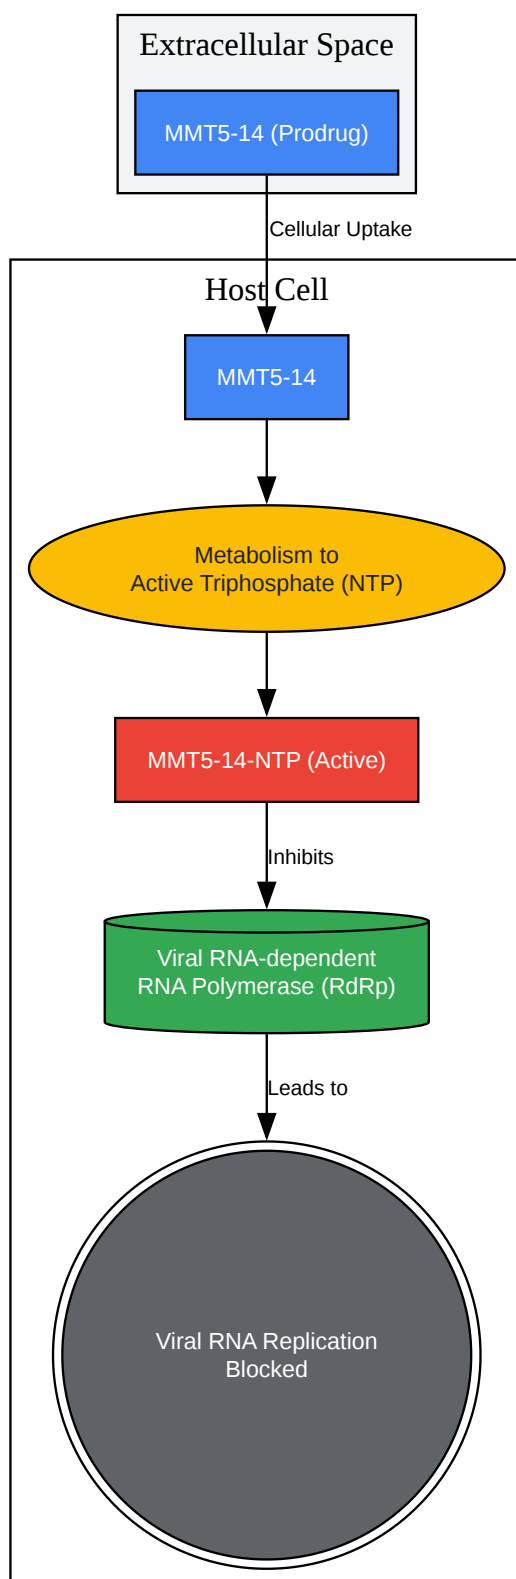 Extracellular Space
MMT5-14 (Prodrug)
Cellular Uptake
Host Cell
MMT5-14
Metabolism to
Active Triphosphate (NTP)
MMT5-14-NTP (Active)
Inhibits
Viral RNA-dependent
RNA Polymerase (RdRp)
Leads to
Viral RNA Replication
Blocked